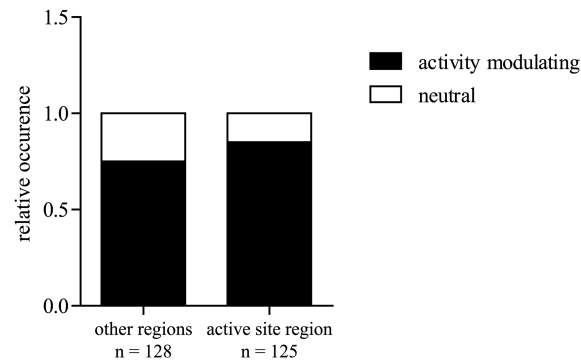 1.5
1.0
0.5
0.0
relative occurence
activity modulating
neutral
other regions
n = 128
active site region
n = 125